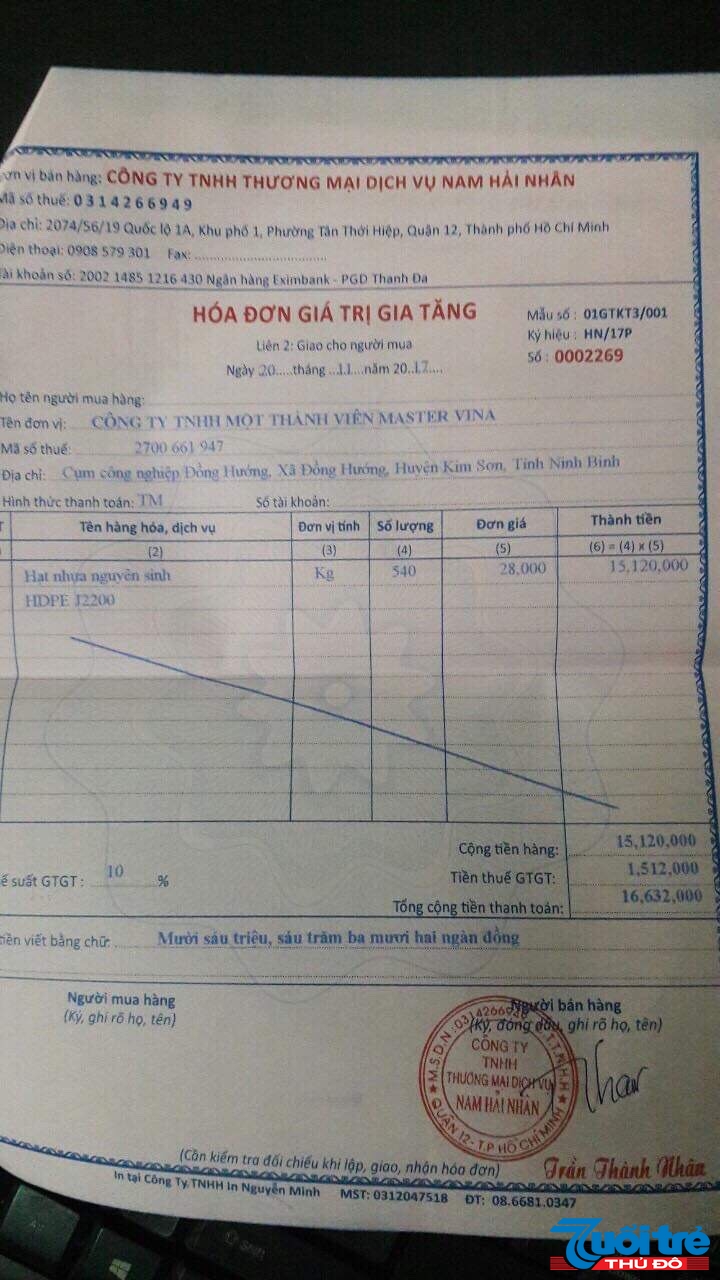 ơn vị bán hàng: CÔNG TY TNHH THƯƠNG MẠI DỊCH VỤ NAM HẢI NHÂN
Mã số thuế: 0314266949
Địa chỉ: 2074/56/19 Quốc lộ 1A, Khu phố 1, Phường Tân Thới Hiệp, Quận 12, Thành phố Hồ Chí Minh
Điện thoại: 0908 579 301 Fax:
ài khoản số: 2002 1485 1216 430 Ngân hàng Eximbank - PGD Thanh Đa
HÓA ĐƠN GIÁ TRỊ GIA TĂNG
Mẫu số : 01GTKT3/001
Liên 2: Giao cho người mua
Ký hiệu : HN/17P
Ngày 20 tháng 11 năm 2017
Số : 0002269
Họ tên người mua hàng:
Tên đơn vị: CÔNG TY TNHH MỘT THÀNH VIÊN MASTER VINA
Mã số thuế: 2700 661 947
Địa chỉ: Cụm công nghiệp Đồng Hướng, Xã Đồng Hướng, Huyện Kim Sơn, Tỉnh Ninh Bình
Hình thức thanh toán: TM Số tài khoản:
T Tên hàng hóa, dịch vụ Đơn vị tính Số lượng Đơn giá Thành tiền
(2) (3) (4) (5) (6) = (4) x (5)
Hạt nhựa nguyên sinh Kg 540 28,000 15,120,000
HDPE J2200
Cộng tiền hàng: 15,120,000
ế suất GTGT : 10 % Tiền thuế GTGT: 1,512,000
Tổng cộng tiền thanh toán: 16,632,000
tiền viết bằng chữ: Mười sáu triệu, sáu trăm ba mươi hai ngàn đồng
Người mua hàng Người bán hàng
(Ký, ghi rõ họ, tên) (Ký, đóng dấu, ghi rõ họ, tên)
M.S.D.N:0314266949
T.T.N.H.H
CÔNG TY
TNHH
THƯƠNG MẠI DỊCH VỤ
NAM HẢI NHÂN
QUẬN 12-T.P HỒ CHÍ MINH
Trần Thành Nhân
(Cần kiểm tra đối chiếu khi lập, giao, nhận hóa đơn)
In tại Công Ty.TNHH In Nguyễn Minh MST: 0312047518 ĐT: 08.6681.0347
Shift
Tuổi trẻ
THỦ ĐÔ